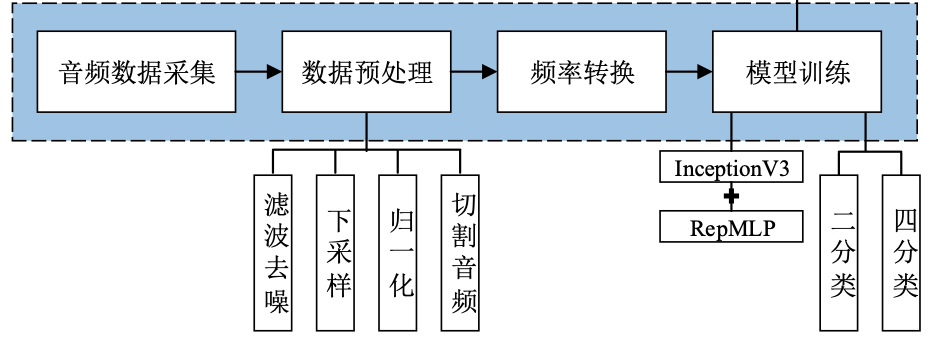 音频数据采集
数据预处理
频率转换
模型训练
滤波去噪
下采样
归一化
切割音频
InceptionV3
+
RepMLP
二分类
四分类